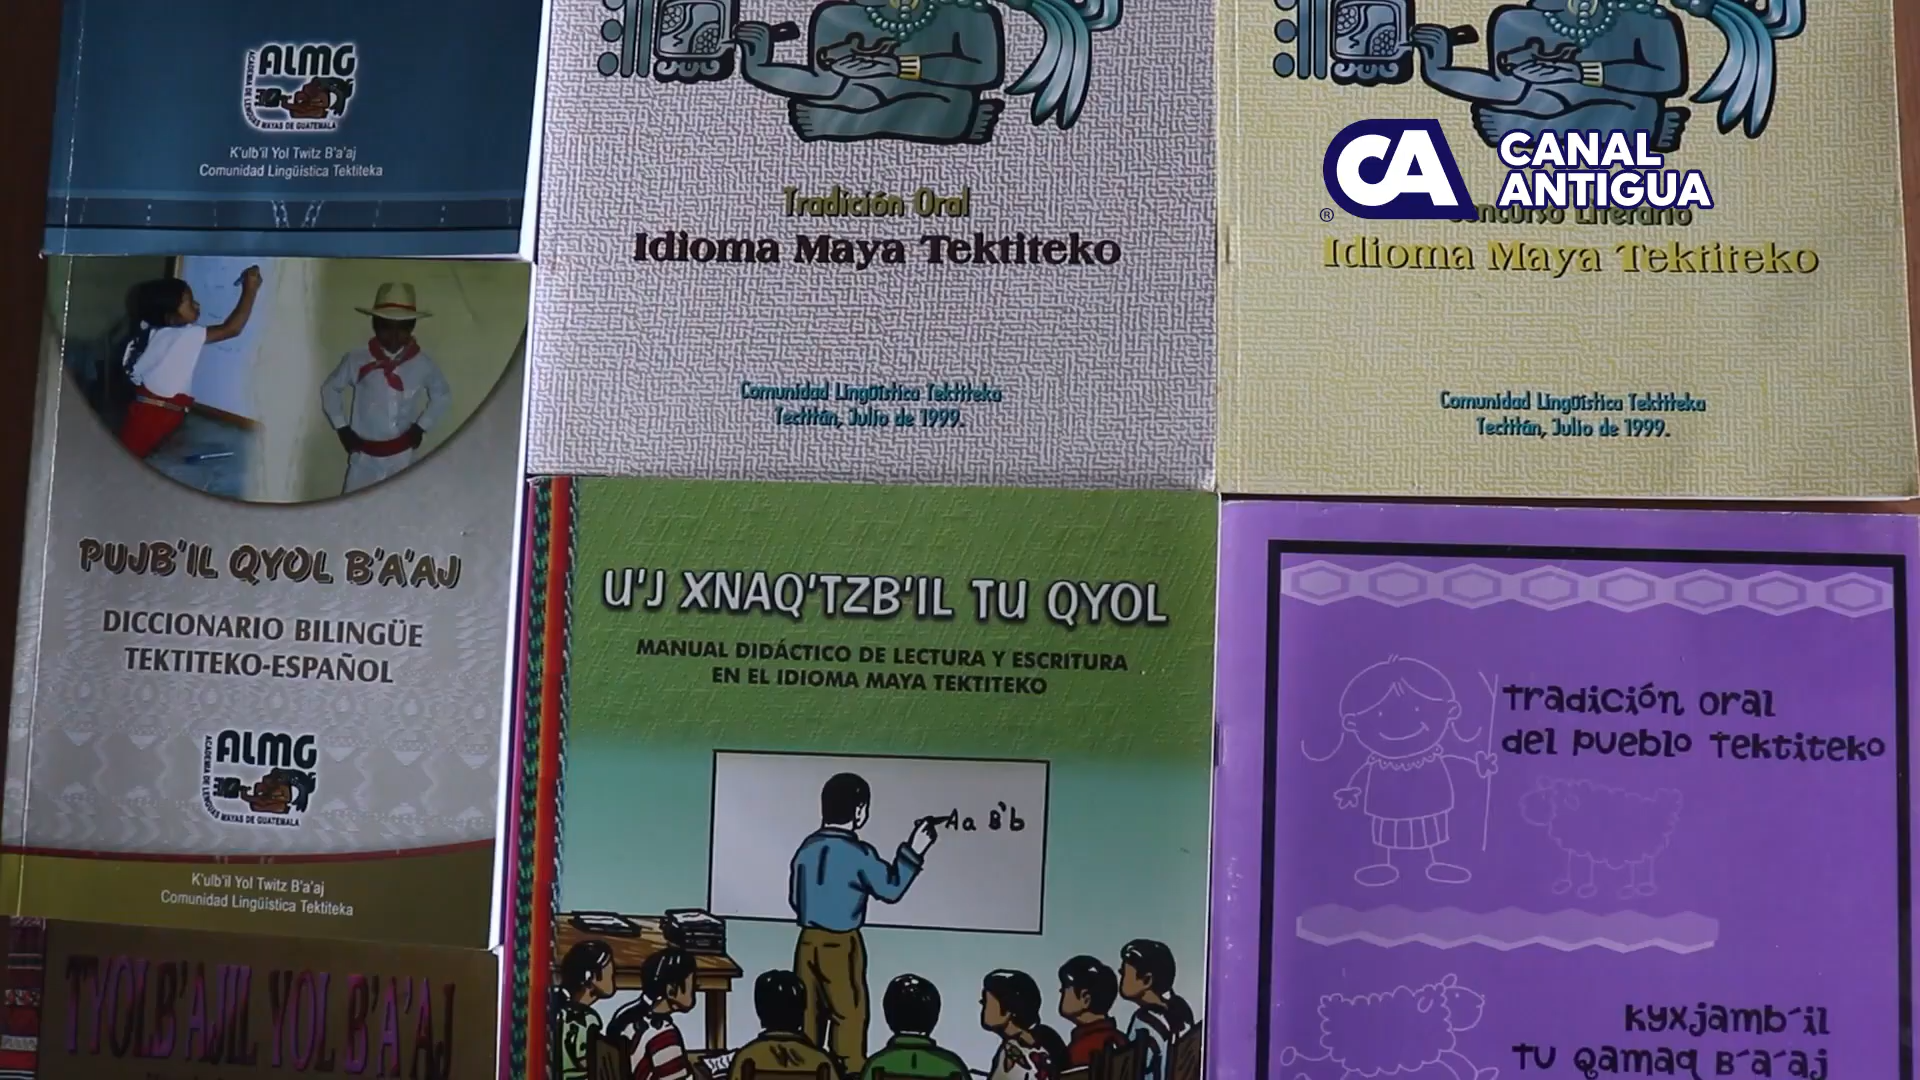 ALMG
ACADEMIA DE LENGUAS MAYAS DE GUATEMALA
K'ulb'il Yol Twitz B'a'aj
Comunidad Lingüística Tektiteka
Tradición Oral
Idioma Maya Tektiteko
Comunidad Lingüística Tektiteka
Tectitán, Julio de 1999.
CA CANAL
ANTIGUA
®
Concurso Literario
Idioma Maya Tektiteko
Comunidad Lingüística Tektiteka
Tectitán, Julio de 1999.
PUJB'IL QYOL B'A'AJ
DICCIONARIO BILINGÜE
TEKTITEKO-ESPAÑOL
ALMG
ACADEMIA DE LENGUAS MAYAS DE GUATEMALA
K'ulb'il Yol Twitz B'a'aj
Comunidad Lingüística Tektiteka
TYOLB'AJIL YOL B'A'AJ
U'J XNAQ'TZB'IL TU QYOL
MANUAL DIDÁCTICO DE LECTURA Y ESCRITURA
EN EL IDIOMA MAYA TEKTITEKO
Aa B'b
Tradición oral
del pueblo Tektiteko
Kyxjamb´il
Tu Qamaq B´a´aj